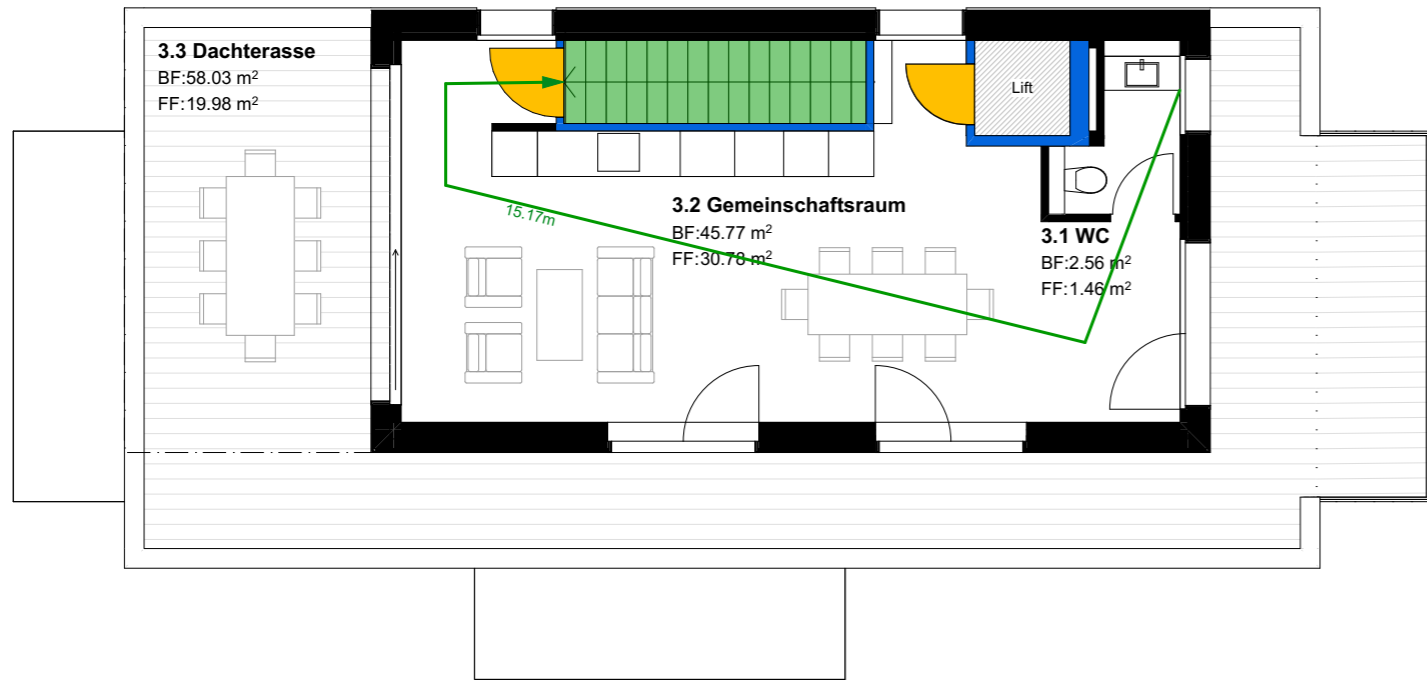 3.3 Dachterasse
BF:58.03 m²
FF:19.98 m²
Lift
15.17m
3.2 Gemeinschaftsraum
BF:45.77 m²
FF:30.78 m²
3.1 WC
BF:2.56 m²
FF:1.46 m²